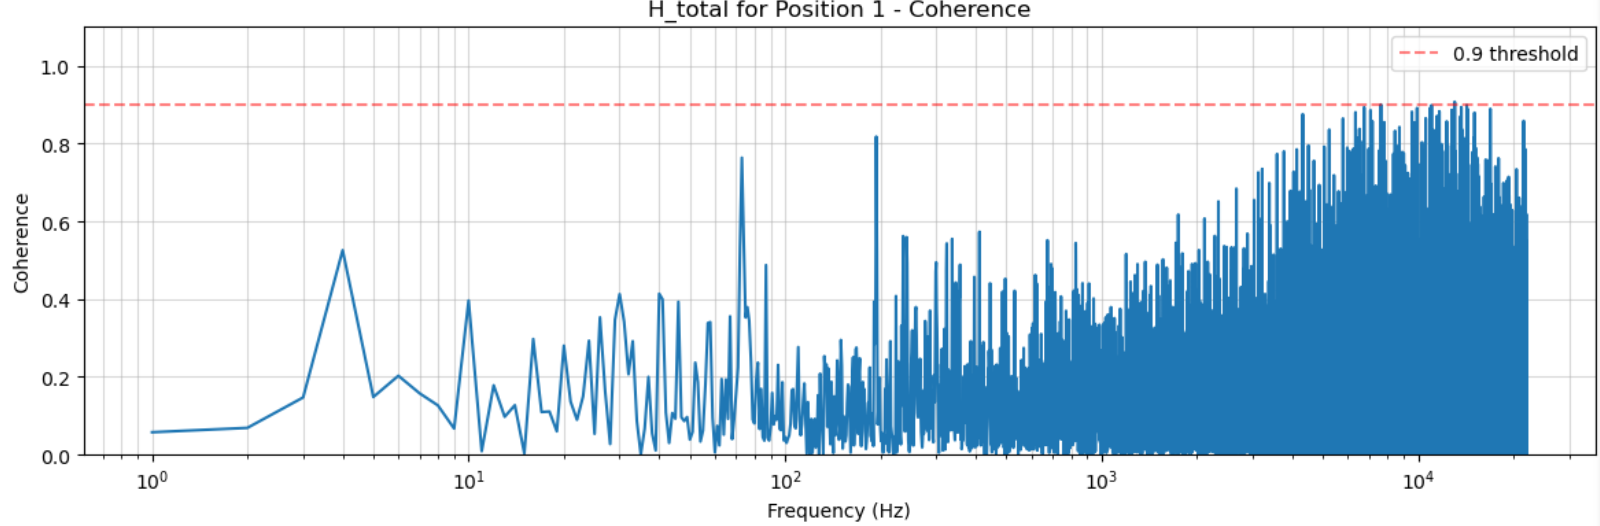 H_total for Position 1 - Coherence
0.9 threshold
1.0
0.8
0.6
0.4
0.2
0.0
Coherence
10⁰
10¹
10²
10³
10⁴
Frequency (Hz)